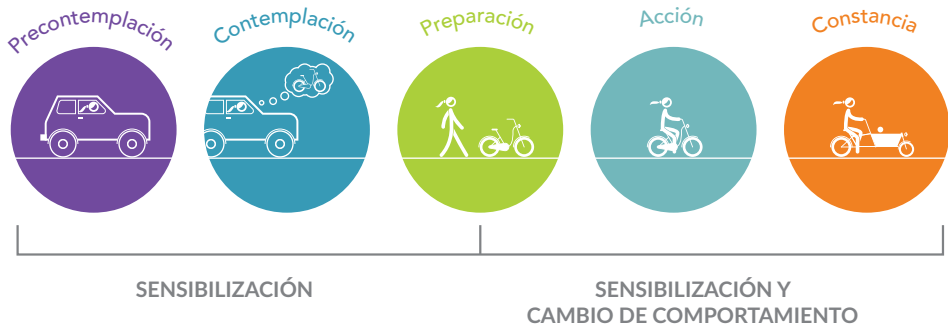 Precontemplación
Contemplación
Preparación
Acción
Constancia
SENSIBILIZACIÓN
SENSIBILIZACIÓN Y
CAMBIO DE COMPORTAMIENTO